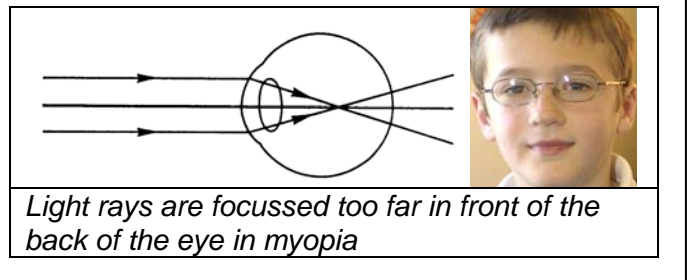 Light rays are focussed too far in front of the
back of the eye in myopia